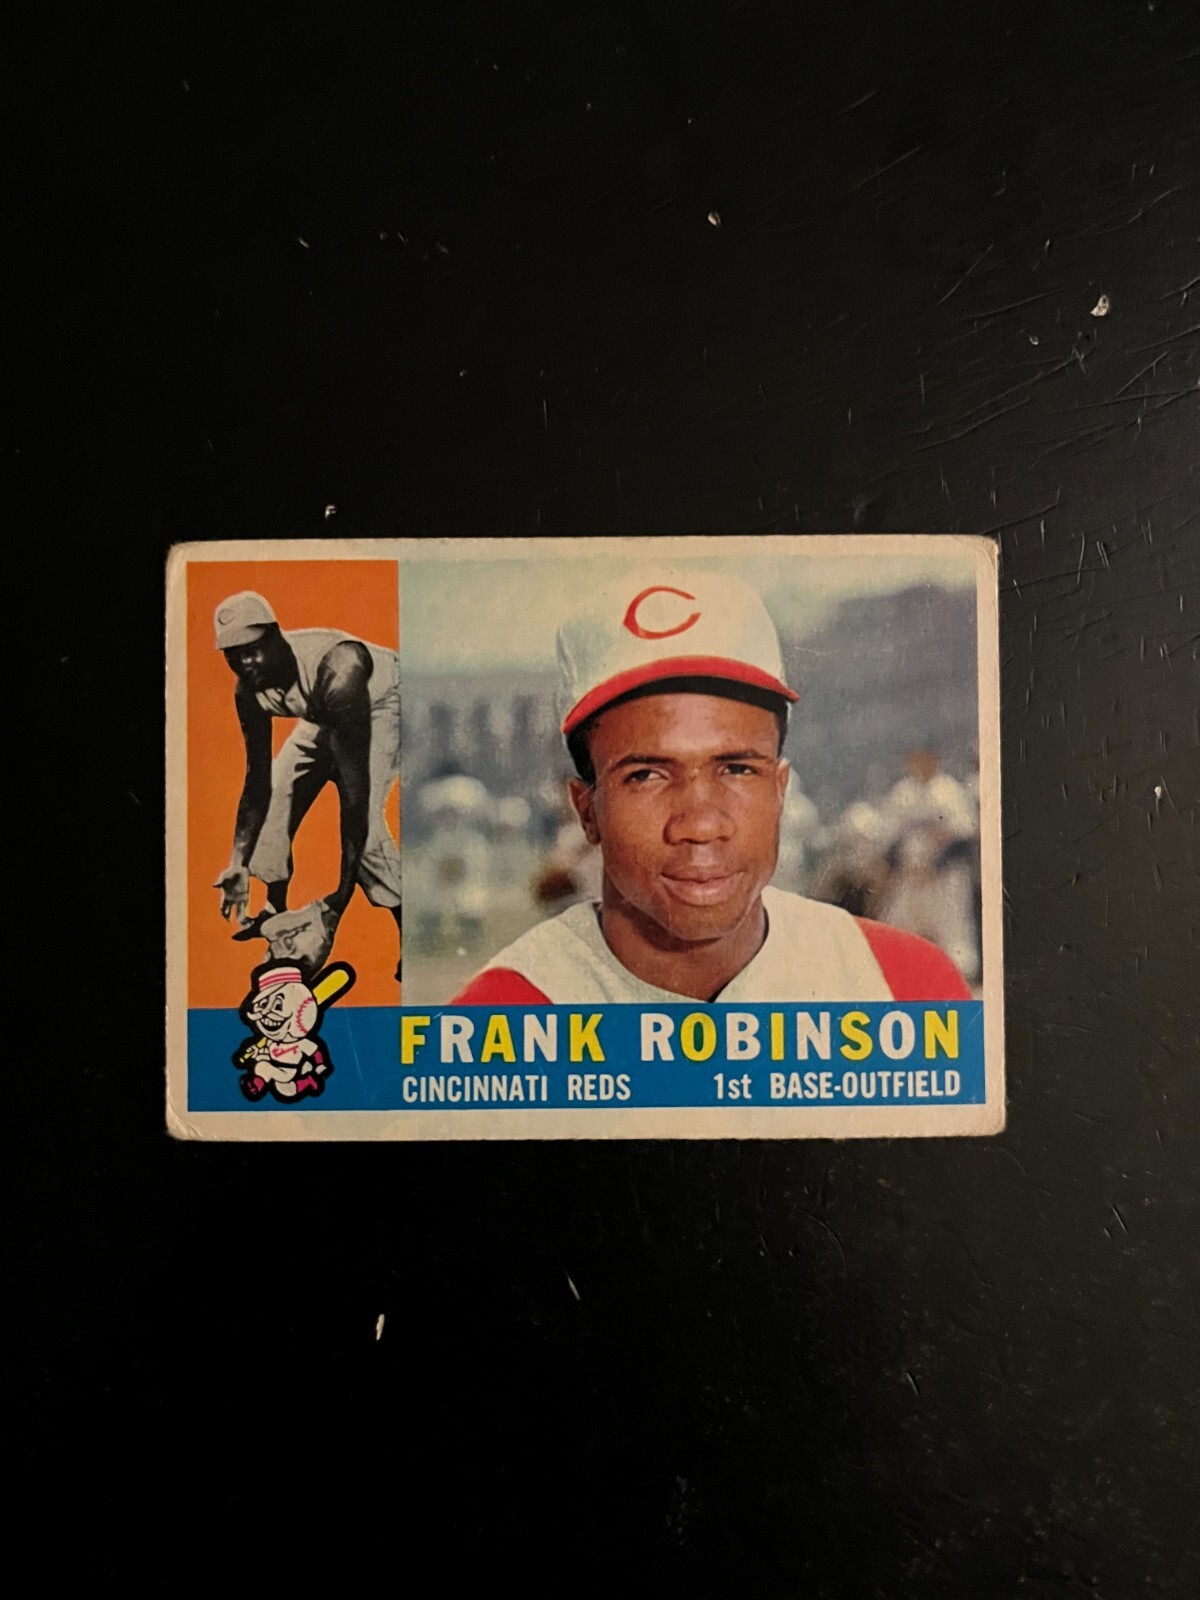 C
FRANK ROBINSON
CINCINNATI REDS 1st BASE-OUTFIELD